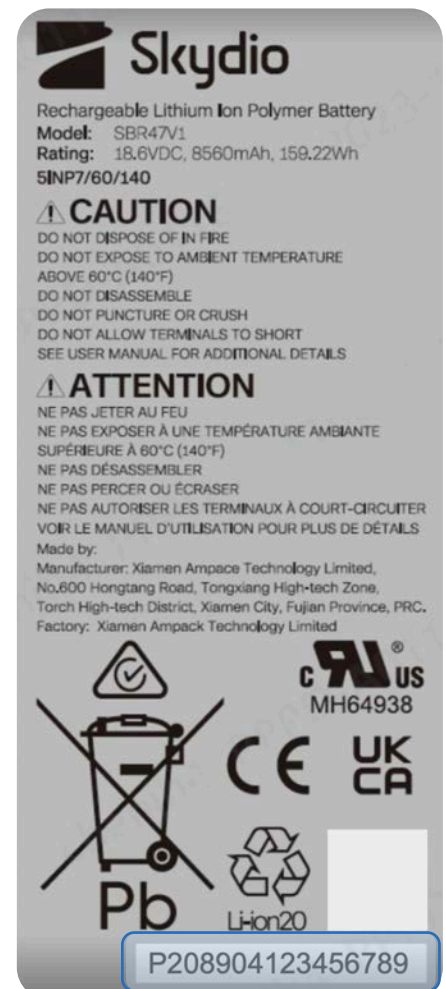 Skydio
Rechargeable Lithium Ion Polymer Battery
Model: SBR47V1
Rating: 18.6VDC, 8560mAh, 159.22Wh
5INP7/60/140
CAUTION
DO NOT DISPOSE OF IN FIRE
DO NOT EXPOSE TO AMBIENT TEMPERATURE
ABOVE 60°C (140°F)
DO NOT DISASSEMBLE
DO NOT PUNCTURE OR CRUSH
DO NOT ALLOW TERMINALS TO SHORT
SEE USER MANUAL FOR ADDITIONAL DETAILS
ATTENTION
NE PAS JETER AU FEU
NE PAS EXPOSER À UNE TEMPÉRATURE AMBIANTE
SUPÉRIEURE À 60°C (140°F)
NE PAS DÉSASSEMBLER
NE PAS PERCER OU ÉCRASER
NE PAS AUTORISER LES TERMINAUX À COURT-CIRCUITER
VOIR LE MANUEL D'UTILISATION POUR PLUS DE DÉTAILS
Made by:
Manufacturer: Xiamen Ampace Technology Limited,
No.600 Hongtang Road, Tongxiang High-tech Zone,
Torch High-tech District, Xiamen City, Fujian Province, PRC.
Factory: Xiamen Ampack Technology Limited
C RU US ®
MH64938
CE
UK
CA
Pb
Li-ion20
P208904123456789